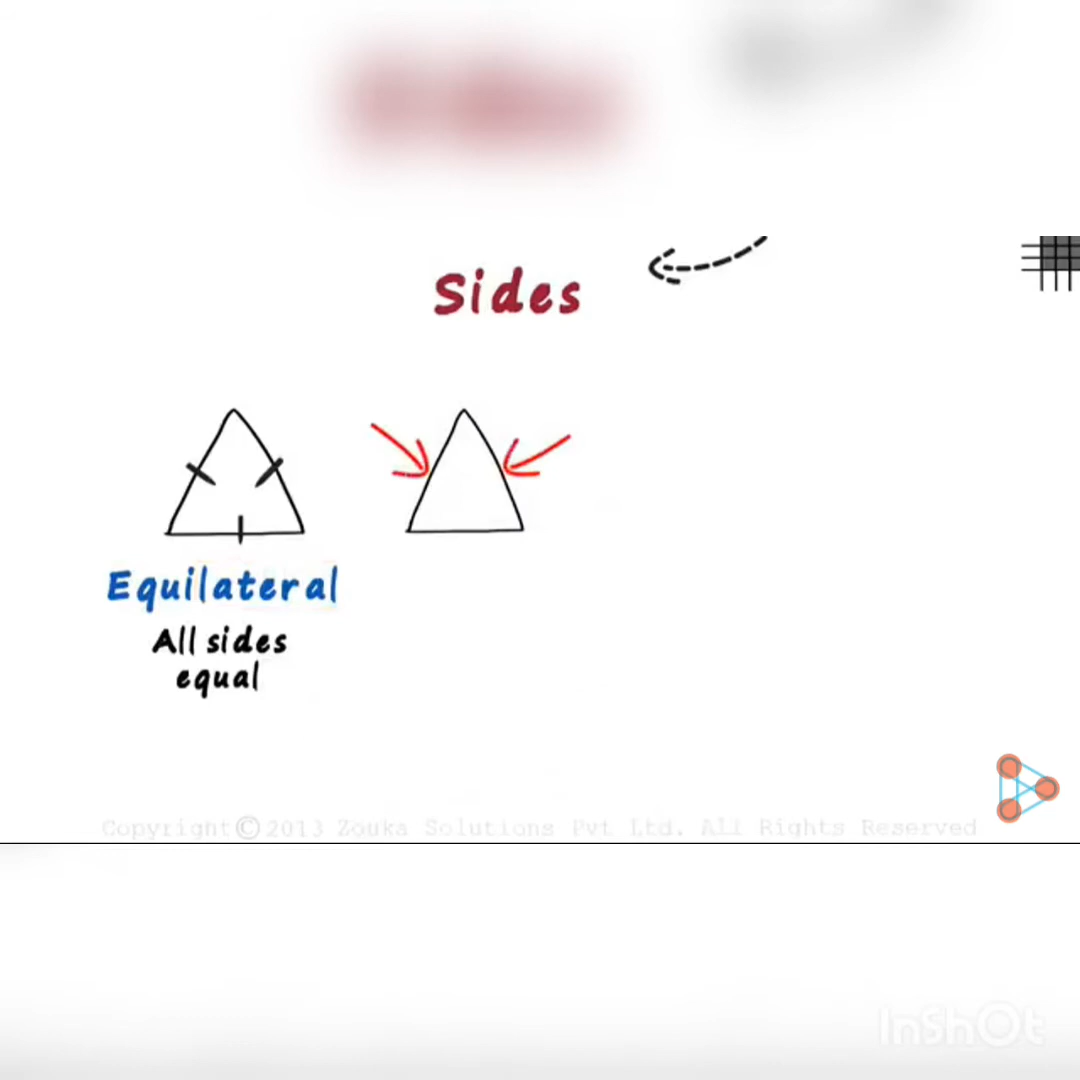 Sides
Equilateral
All sides
equal
Copyright©2013 Zouka Solutions Pvt Ltd. All Rights Reserved
InShOt